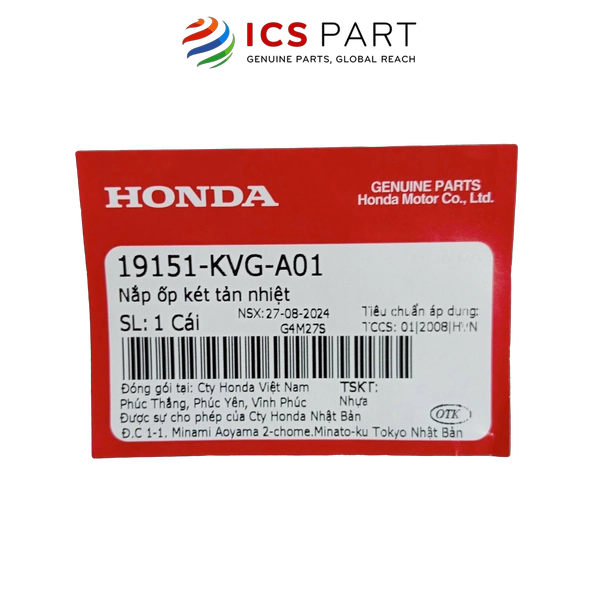 ICS PART
GENUINE PARTS, GLOBAL REACH
HONDA
GENUINE PARTS
Honda Motor Co., Ltd.
19151-KVG-A01
Nắp ốp két tản nhiệt
SL: 1 Cái
NSX: 27-08-2024
G4M27S
Tiêu chuẩn áp dụng:
TCCS: 01|2008|HVN
Đóng gói tại: Cty Honda Việt Nam
Phúc Thắng, Phúc Yên, Vĩnh Phúc
TSKT:
Nhựa
Được sự cho phép của Cty Honda Nhật Bản
Đ.C 1-1. Minami Aoyama 2-chome.Minato-ku Tokyo Nhật Bản
OTK